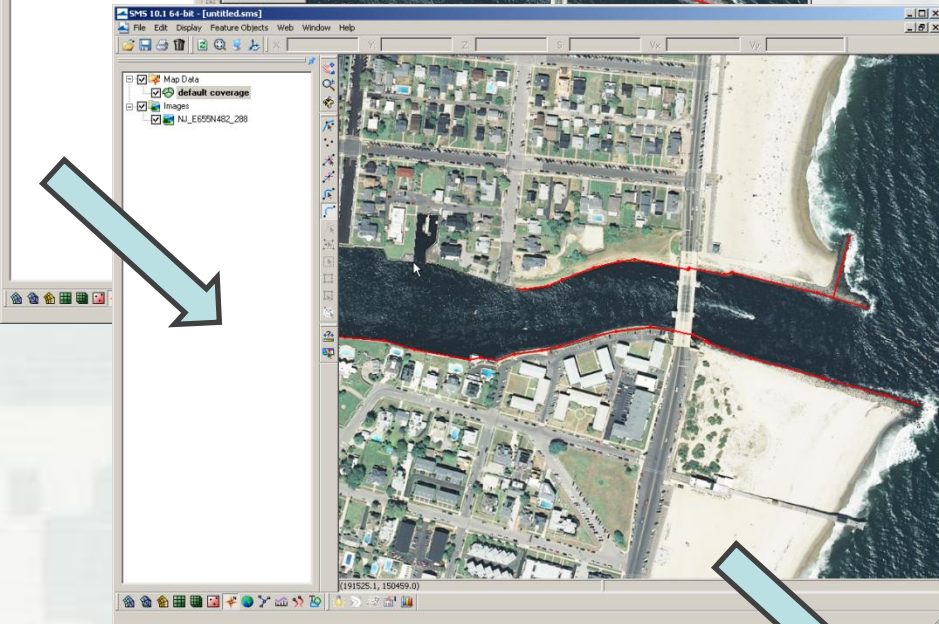 SMS 10.1 64-bit - [untitled.sms]
File Edit Display Feature Objects Web Window Help
X: Y: Z: S: Vx: Vy:
Map Data
default coverage
Images
NJ_E655N482_288
(191525.1, 150459.0)